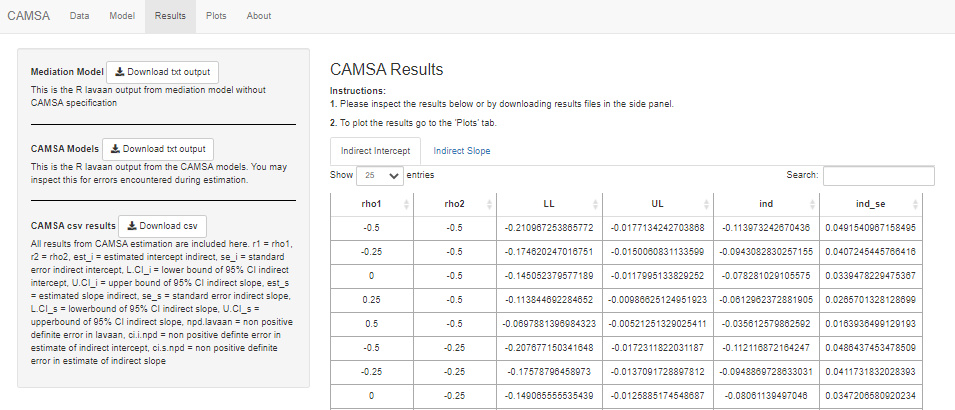 CAMSA Data Model Results Plots About
Mediation Model Download txt output
This is the R lavaan output from mediation model without
CAMSA specification
CAMSA Models Download txt output
This is the R lavaan output from the CAMSA models. You may
inspect this for errors encountered during estimation.
CAMSA csv results Download csv
All results from CAMSA estimation are included here. r1 = rho1,
r2 = rho2, est_i = estimated intercept indirect, se_i = standard
error indirect intercept, L.CI_i = lower bound of 95% CI indirect
intercept, U.CI_i = upper bound of 95% CI indirect slope, est_s
= estimated slope indirect, se_s = standard error indirect slope,
L.CI_s = lowerbound of 95% CI indirect slope, U.CI_s =
upperbound of 95% CI indirect slope, npd.lavaan = non positive
definite error in lavaan, ci.i.npd = non positive definte error in
estimate of indirect intercept, ci.s.npd = non positive definite
error in estimate of indirect slope
CAMSA Results
Instructions:
1. Please inspect the results below or by downloading results files in the side panel.
2. To plot the results go to the 'Plots' tab.
Indirect Intercept Indirect Slope
Show 25 entries Search:
rho1 rho2 LL UL ind ind_se
-0.5 -0.5 -0.210967253865772 -0.0177134242703868 -0.113973242670436 0.0491540967158495
-0.25 -0.5 -0.174620247016751 -0.0150060831133599 -0.0943082830257155 0.0407245445766416
0 -0.5 -0.145052379577189 -0.0117995133829252 -0.078281029105575 0.0339478229475367
0.25 -0.5 -0.113844692284652 -0.00986625124951923 -0.0612962372881905 0.0265701328128699
0.5 -0.5 -0.0697881396984323 -0.00521251329025411 -0.035612579862592 0.0163936499129193
-0.5 -0.25 -0.207677150341648 -0.0172311822031187 -0.112116872164247 0.0486437453478509
-0.25 -0.25 -0.17578796458973 -0.0137091728897812 -0.0948869728633031 0.0411731832028393
0 -0.25 -0.149065556535439 -0.0125885174548687 -0.08061139497046 0.0347206580920234